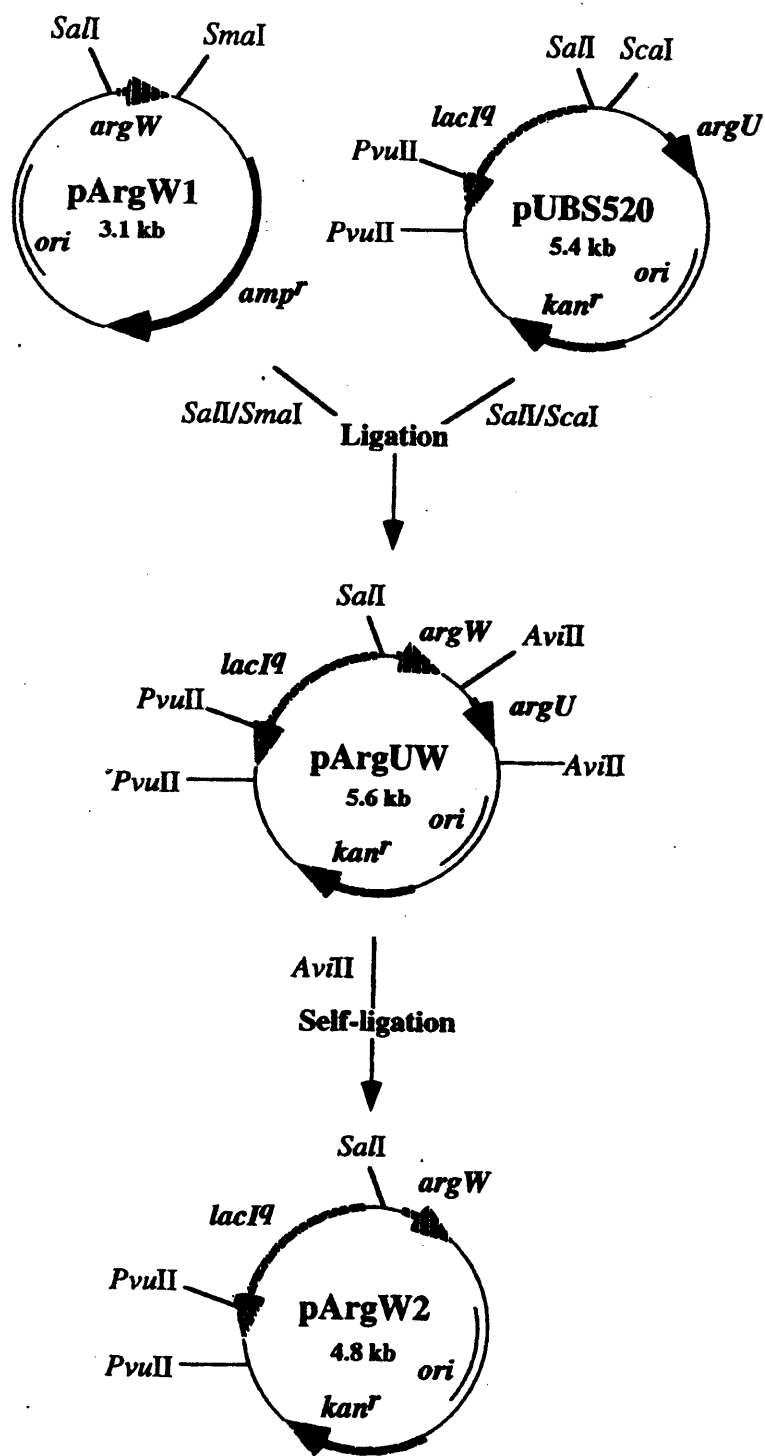 SalI
SmaI
argW
pArgW1
3.1 kb
ori
ampr
SalI
ScaI
lacIq
argU
PvuII
pUBS520
5.4 kb
PvuII
ori
kanr
SalI/SmaI
SalI/ScaI
Ligation
SalI
argW
AviII
lacIq
PvuII
argU
pArgUW
5.6 kb
PvuII
AviII
ori
kanr
AviII
Self-ligation
SalI
argW
lacIq
PvuII
pArgW2
4.8 kb
PvuII
ori
kanr